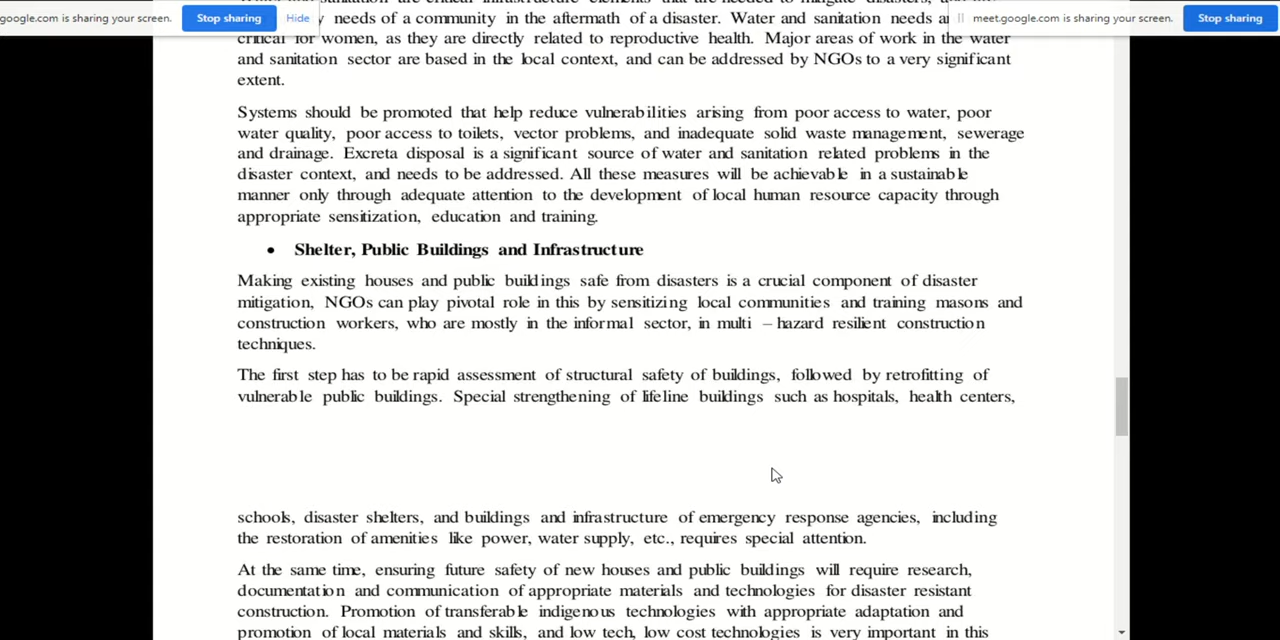 google.com is sharing your screen. Stop sharing Hide
meet.google.com is sharing your screen. Stop sharing
needs of a community in the aftermath of a disaster. Water and sanitation needs
critical for women, as they are directly related to reproductive health. Major areas of work in the water
and sanitation sector are based in the local context, and can be addressed by NGOs to a very significant
extent.
Systems should be promoted that help reduce vulnerabilities arising from poor access to water, poor
water quality, poor access to toilets, vector problems, and inadequate solid waste management, sewerage
and drainage. Excreta disposal is a significant source of water and sanitation related problems in the
disaster context, and needs to be addressed. All these measures will be achievable in a sustainable
manner only through adequate attention to the development of local human resource capacity through
appropriate sensitization, education and training.
• Shelter, Public Buildings and Infrastructure
Making existing houses and public buildings safe from disasters is a crucial component of disaster
mitigation, NGOs can play pivotal role in this by sensitizing local communities and training masons and
construction workers, who are mostly in the informal sector, in multi – hazard resilient construction
techniques.
The first step has to be rapid assessment of structural safety of buildings, followed by retrofitting of
vulnerable public buildings. Special strengthening of lifeline buildings such as hospitals, health centers,
schools, disaster shelters, and buildings and infrastructure of emergency response agencies, including
the restoration of amenities like power, water supply, etc., requires special attention.
At the same time, ensuring future safety of new houses and public buildings will require research,
documentation and communication of appropriate materials and technologies for disaster resistant
construction. Promotion of transferable indigenous technologies with appropriate adaptation and
promotion of local materials and skills, and low tech, low cost technologies is very important in this